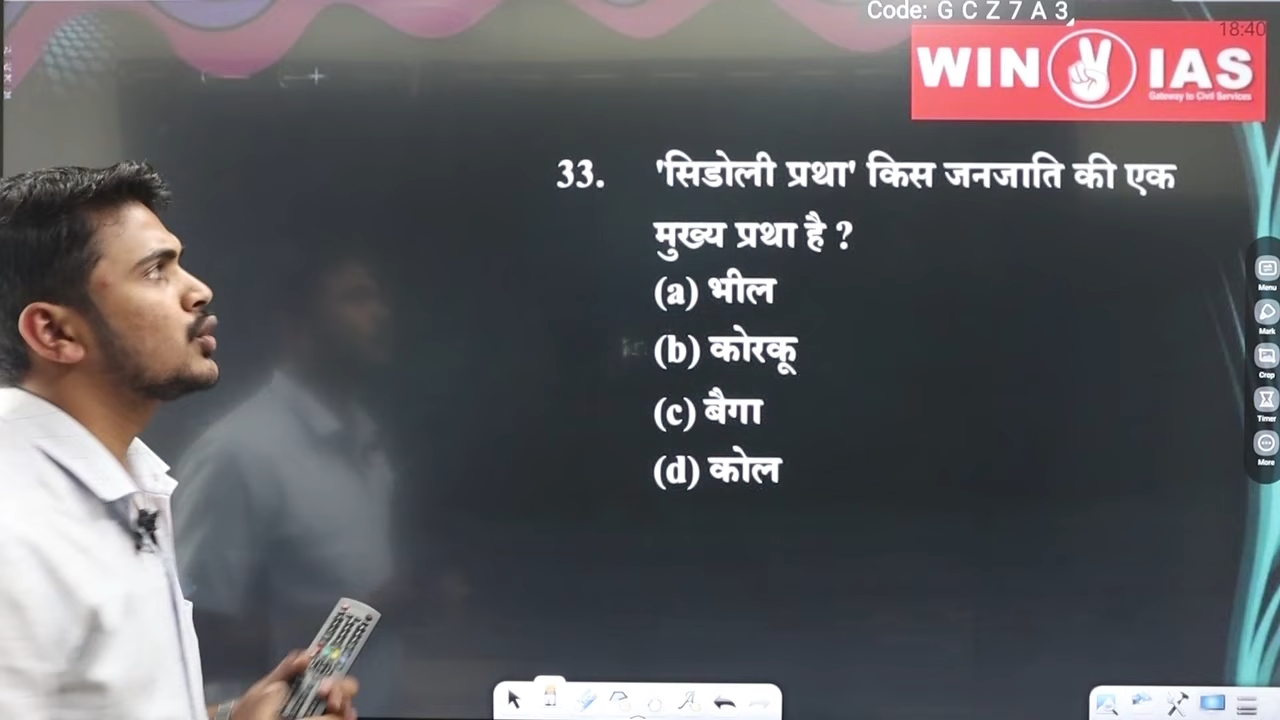 Code: G C Z 7 A 3
18:40
WIN IAS
Gateway to Civil Services
33. 'सिडोली प्रथा' किस जनजाति की एक
मुख्य प्रथा है ?
(a) भील
(b) कोरकू
(c) बैगा
(d) कोल
Menu
Mark
Crop
Timer
More